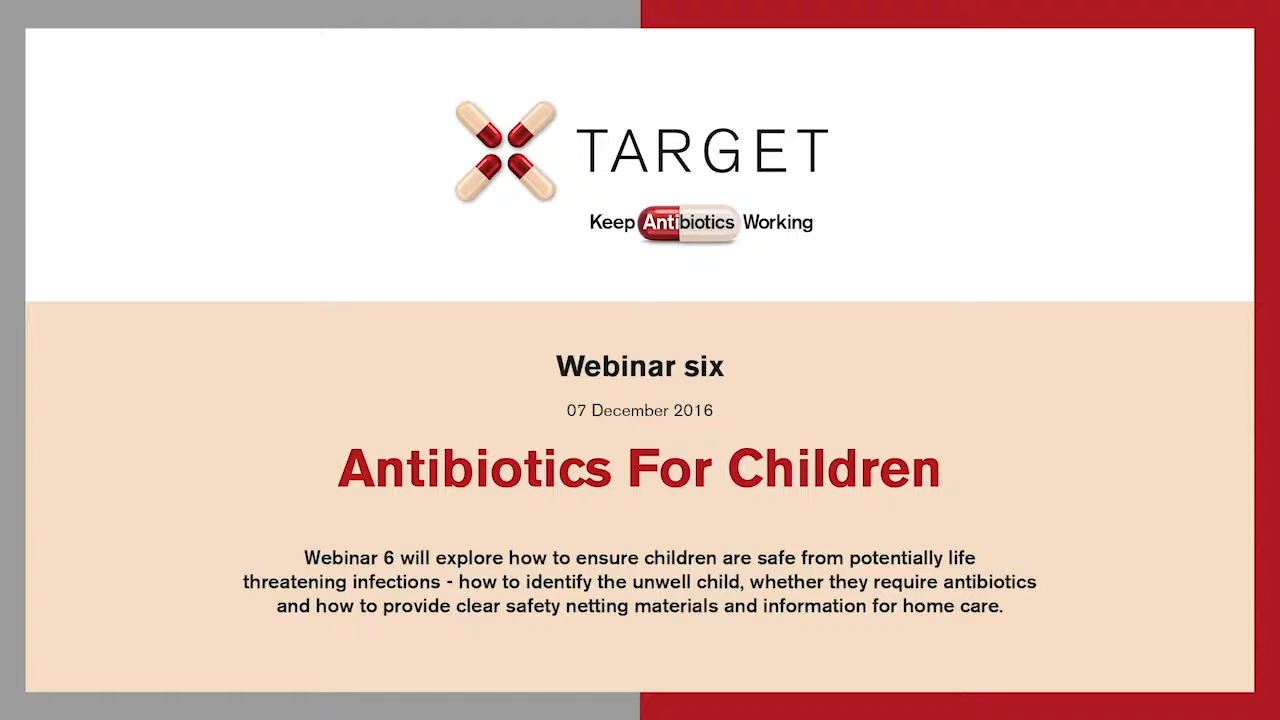 TARGET
Keep Antibiotics Working
Webinar six
07 December 2016
Antibiotics For Children
Webinar 6 will explore how to ensure children are safe from potentially life
threatening infections - how to identify the unwell child, whether they require antibiotics
and how to provide clear safety netting materials and information for home care.